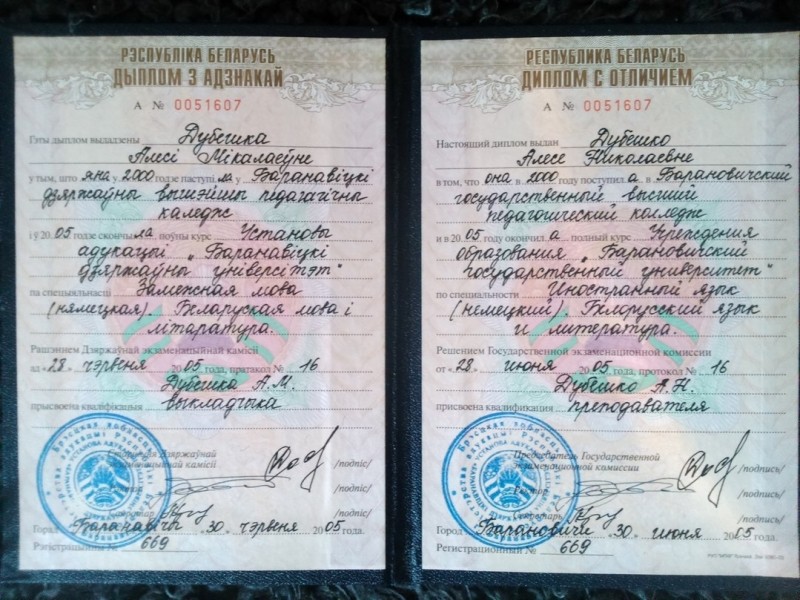 РЭСПУБЛІКА БЕЛАРУСЬ
ДЫПЛОМ З АДЗНАКАЙ
А № 0051607
Гэты дыплом выдадзены Дубешка
Алесі Мікалаеўне
у тым, што яна у 2000 годзе паступіла у Баранавіцкі
дзяржаўны вышэйшы педагагічны
каледж
і ў 2005 годзе скончыла поўны курс Установы
адукацыі „Баранавіцкі
дзяржаўны ўніверсітэт"
па спецыяльнасці Замежная мова
(нямецкая). Беларуская мова і
літаратура.
Рашэннем Дзяржаўнай экзаменацыйнай камісіі
ад «28» чэрвеня 2005 года, пратакол № 16
Дубешка А.М.
прысвоена кваліфікацыя выкладчыка
Дзяржаўнай
экзаменацыйнай камісіі /подпіс/
/подпіс/
/подпіс/
Горад Баранавічы 30 чэрвеня 2005 года.
Рэгістрацыйны № 669
РЕСПУБЛИКА БЕЛАРУСЬ
ДИПЛОМ С ОТЛИЧИЕМ
А № 0051607
Настоящий диплом выдан Дубешко
Алесе Николаевне
в том, что она в 2000 году поступила в Барановичский
государственный высший
педагогический колледж
и в 2005 году окончила полный курс Учреждения
образования „Барановичский
государственный университет"
по специальности Иностранный язык
(немецкий). Белорусский язык
и литература.
Решением Государственной экзаменационной комиссии
от «28» июня 2005 года, протокол № 16
Дубешко А.Н.
присвоена квалификация преподавателя
Председатель Государственной
экзаменационной комиссии /подпись/
Ректор /подпись/
Секретарь /подпись/
Город Барановичи 30 июня 2005 года.
Регистрационный № 669